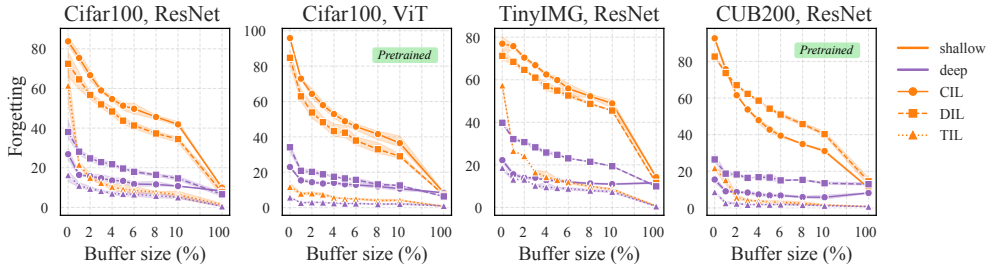 Cifar100, ResNet
Cifar100, ViT
TinyIMG, ResNet
CUB200, ResNet
Forgetting
80
60
40
20
0
100
80
60
40
20
0
80
60
40
20
0
80
60
40
20
0
Pretrained
Pretrained
0 2 4 6 8 10 100
0 2 4 6 8 10 100
0 2 4 6 8 10 100
0 2 4 6 8 10 100
Buffer size (%)
Buffer size (%)
Buffer size (%)
Buffer size (%)
shallow
deep
CIL
DIL
TIL